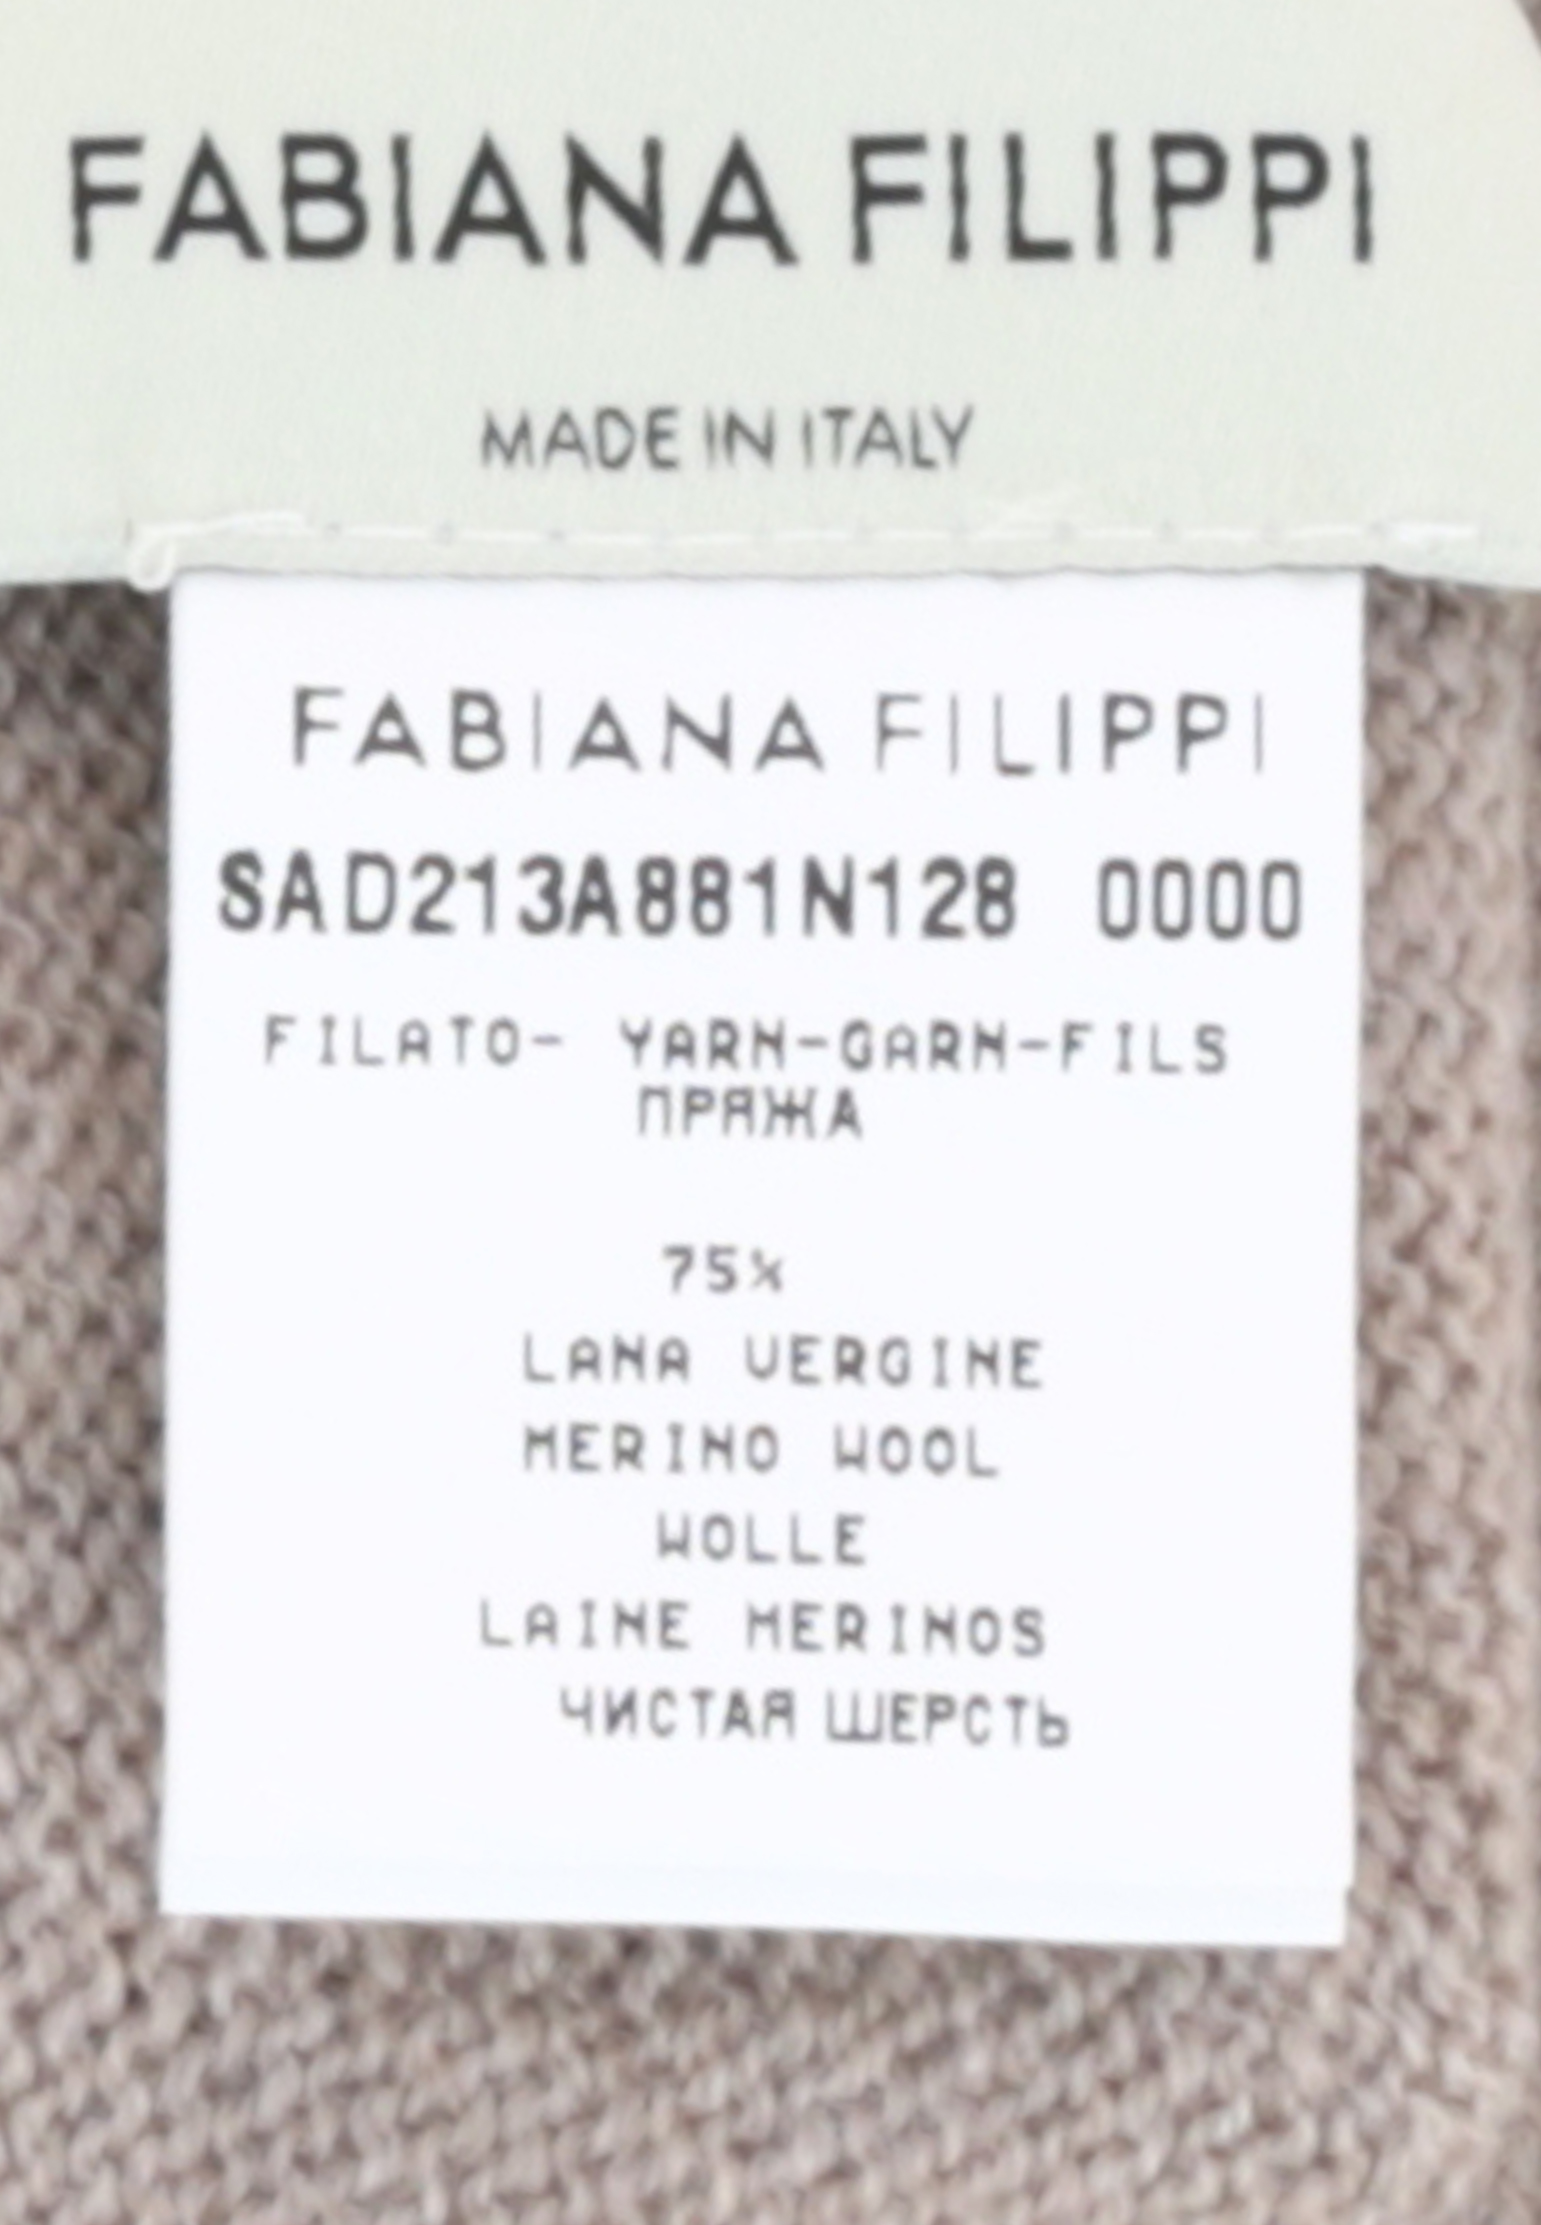 FABIANA FILIPPI
MADE IN ITALY
FABIANA FILIPPI
SAD213A881N128 0000
FILATO- YARN-GARN-FILS
ПРЯЖА
75%
LANA VERGINE
MERINO WOOL
WOLLE
LAINE MERINOS
ЧИСТАЯ ШЕРСТЬ